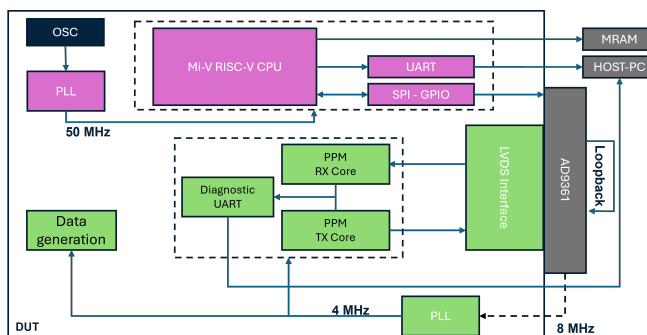 OSC
PLL
50 MHz
Mi-V RISC-V CPU
UART
SPI - GPIO
MRAM
HOST-PC
PPM
RX Core
Diagnostic
UART
PPM
TX Core
LVDS Interface
AD9361
Loopback
Data
generation
4 MHz
PLL
8 MHz
DUT